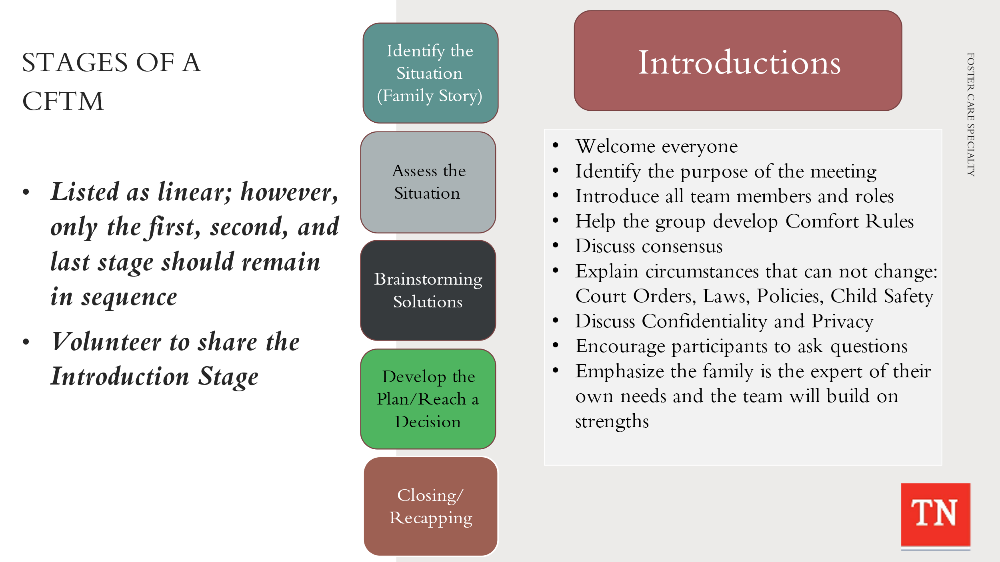 STAGES OF A
CFTM
• Listed as linear; however,
only the first, second, and
last stage should remain
in sequence
• Volunteer to share the
Introduction Stage
Identify the
Situation
(Family Story)
Assess the
Situation
Brainstorming
Solutions
Develop the
Plan/Reach a
Decision
Closing/
Recapping
Introductions
• Welcome everyone
• Identify the purpose of the meeting
• Introduce all team members and roles
• Help the group develop Comfort Rules
• Discuss consensus
• Explain circumstances that can not change:
Court Orders, Laws, Policies, Child Safety
• Discuss Confidentiality and Privacy
• Encourage participants to ask questions
• Emphasize the family is the expert of their
own needs and the team will build on
strengths
FOSTER CARE SPECIALTY
TN